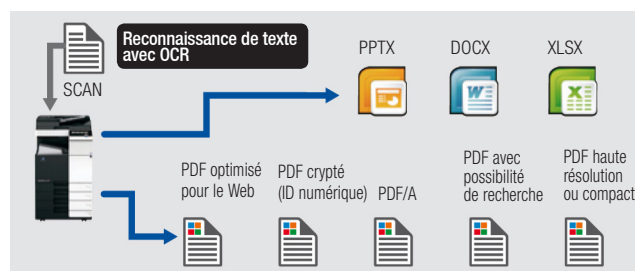 Reconnaissance de texte
avec OCR
SCAN
PPTX
DOCX
XLSX
PDF optimisé
pour le Web
PDF crypté
(ID numérique)
PDF/A
PDF avec
possibilité
de recherche
PDF haute
résolution
ou compact